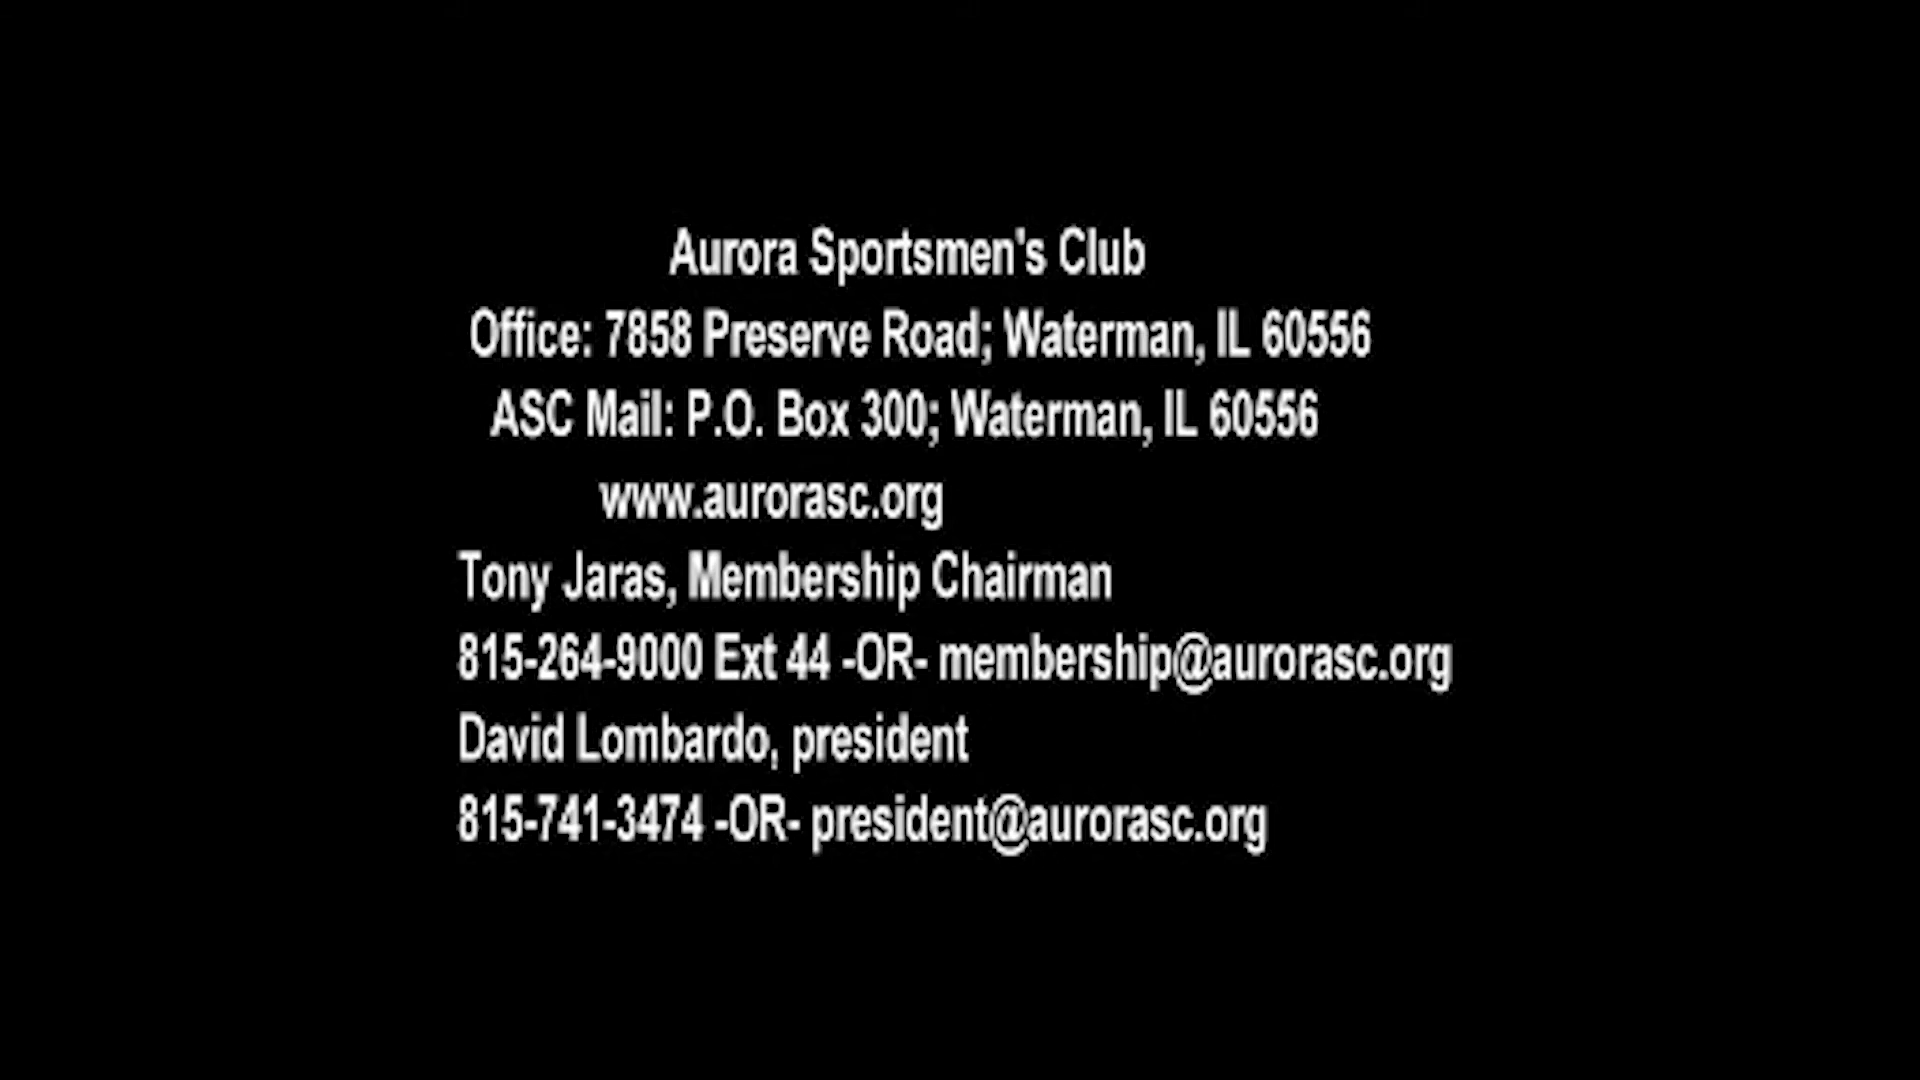 Aurora Sportsmen's Club
Office: 7858 Preserve Road; Waterman, IL 60556
ASC Mail: P.O. Box 300; Waterman, IL 60556
www.aurorasc.org
Tony Jaras, Membership Chairman
815-264-9000 Ext 44 -OR- membership@aurorasc.org
David Lombardo, president
815-741-3474 -OR- president@aurorasc.org